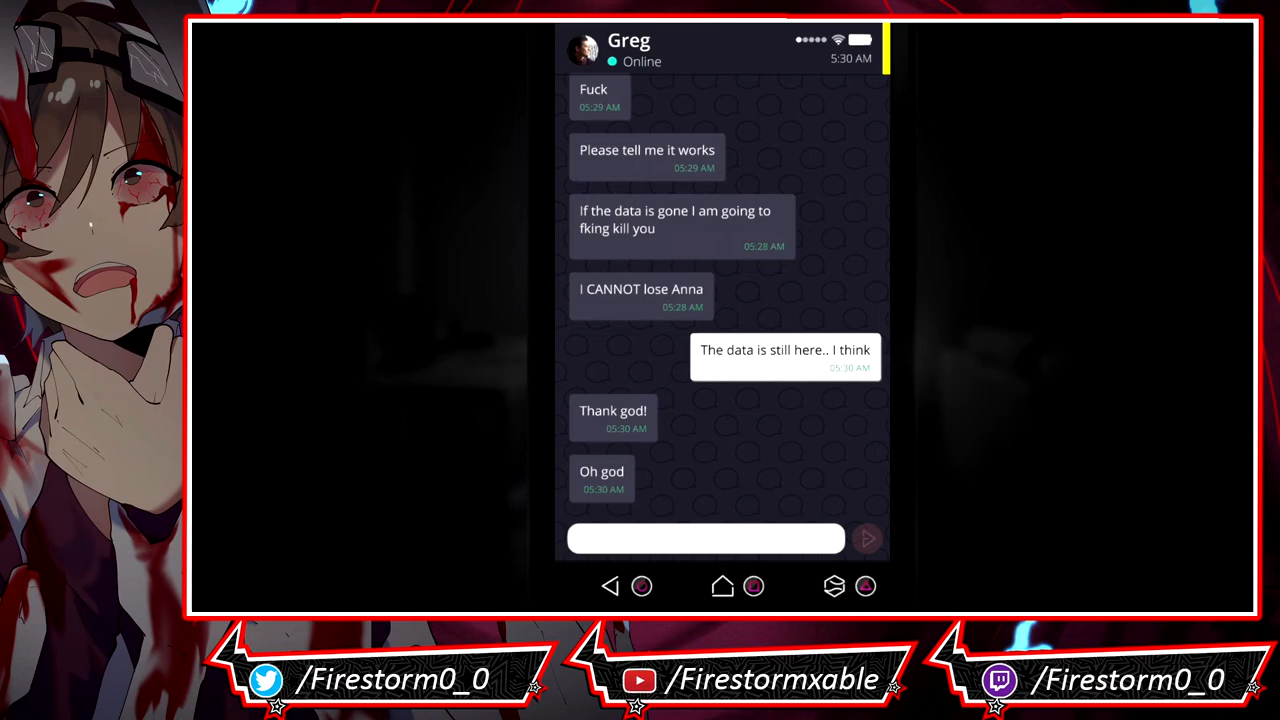 Greg
Online
5:30 AM
Fuck
05:29 AM
Please tell me it works
05:29 AM
If the data is gone I am going to
fking kill you
05:28 AM
I CANNOT lose Anna
05:28 AM
The data is still here.. I think
05:30 AM
Thank god!
05:30 AM
Oh god
05:30 AM
/Firestorm0_0
/Firestormxable
/Firestorm0_0